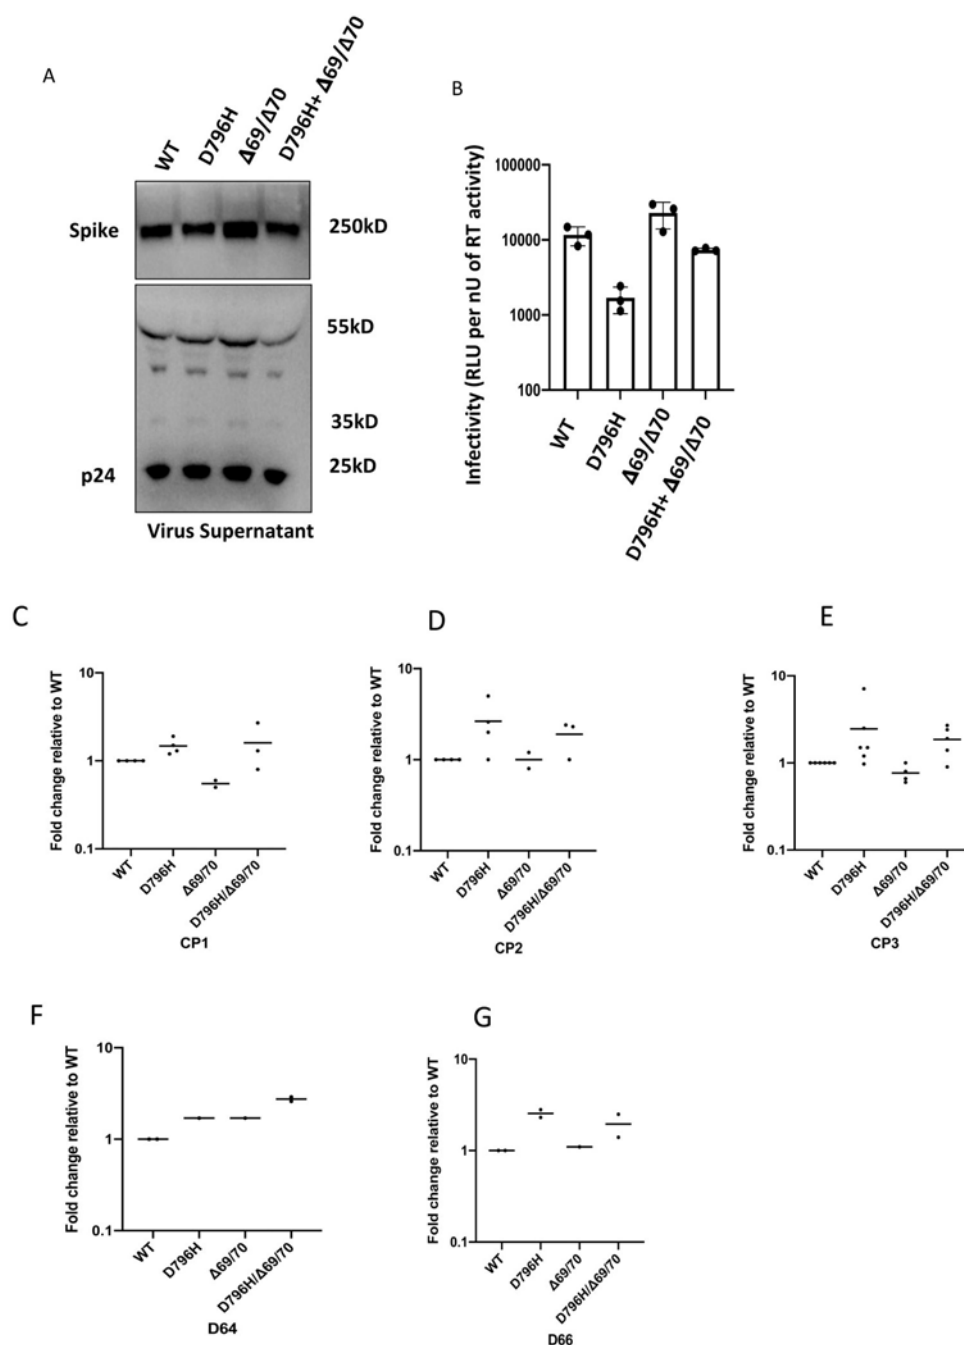 A
WT
D796H
Δ69/Δ70
D796H+ Δ69/Δ70
Spike
250kD
55kD
35kD
25kD
p24
Virus Supernatant
B
Infectivity (RLU per nU of RT activity)
100000
10000
1000
100
WT
D796H
Δ69/Δ70
D796H+ Δ69/Δ70
C
Fold change relative to WT
10
1
0.1
WT
D796H
Δ69/70
D796H/Δ69/70
CP1
D
Fold change relative to WT
10
1
0.1
WT
D796H
Δ69/70
D796H/Δ69/70
CP2
E
Fold change relative to WT
10
1
0.1
WT
D796H
Δ69/70
D796H/Δ69/70
CP3
F
Fold change relative to WT
10
1
0.1
WT
D796H
Δ69/70
D796H/Δ69/70
D64
G
Fold change relative to WT
10
1
0.1
WT
D796H
Δ69/70
D796H/Δ69/70
D66